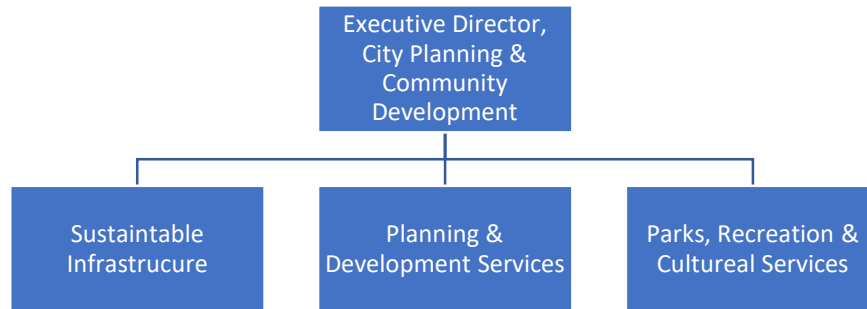 Executive Director,
City Planning &
Community
Development
Sustaintable
Infrastrucure
Planning &
Development Services
Parks, Recreation &
Cultureal Services